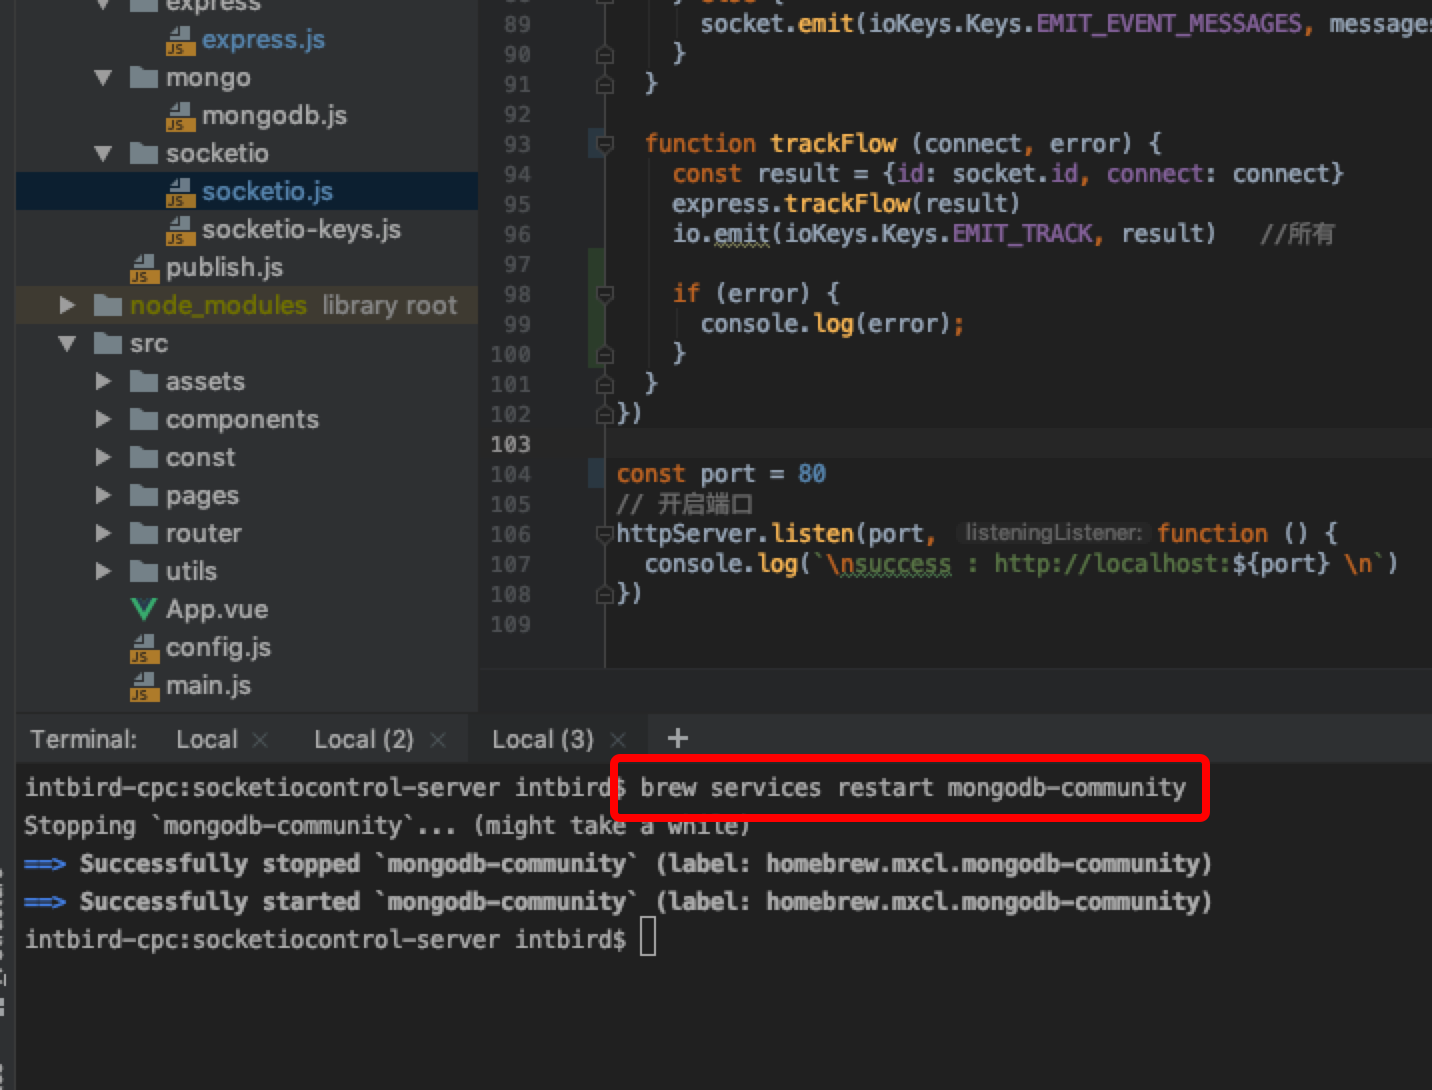 express
express.js
mongo
mongodb.js
socketio
socketio.js
socketio-keys.js
publish.js
node_modules library root
src
assets
components
const
pages
router
utils
App.vue
config.js
main.js
89 socket.emit(ioKeys.Keys.EMIT_EVENT_MESSAGES, messages
90 }
91 }
92
93 function trackFlow (connect, error) {
94 const result = {id: socket.id, connect: connect}
95 express.trackFlow(result)
96 io.emit(ioKeys.Keys.EMIT_TRACK, result) //所有
97
98 if (error) {
99 console.log(error);
100 }
101 }
102 })
103
104 const port = 80
105 // 开启端口
106 httpServer.listen(port, listeningListener: function () {
107 console.log(`\nsuccess : http://localhost:${port} \n`)
108 })
109
Terminal: Local × Local (2) × Local (3) × +
intbird-cpc:socketiocontrol-server intbird$ brew services restart mongodb-community
Stopping `mongodb-community`... (might take a while)
==> Successfully stopped `mongodb-community` (label: homebrew.mxcl.mongodb-community)
==> Successfully started `mongodb-community` (label: homebrew.mxcl.mongodb-community)
intbird-cpc:socketiocontrol-server intbird$